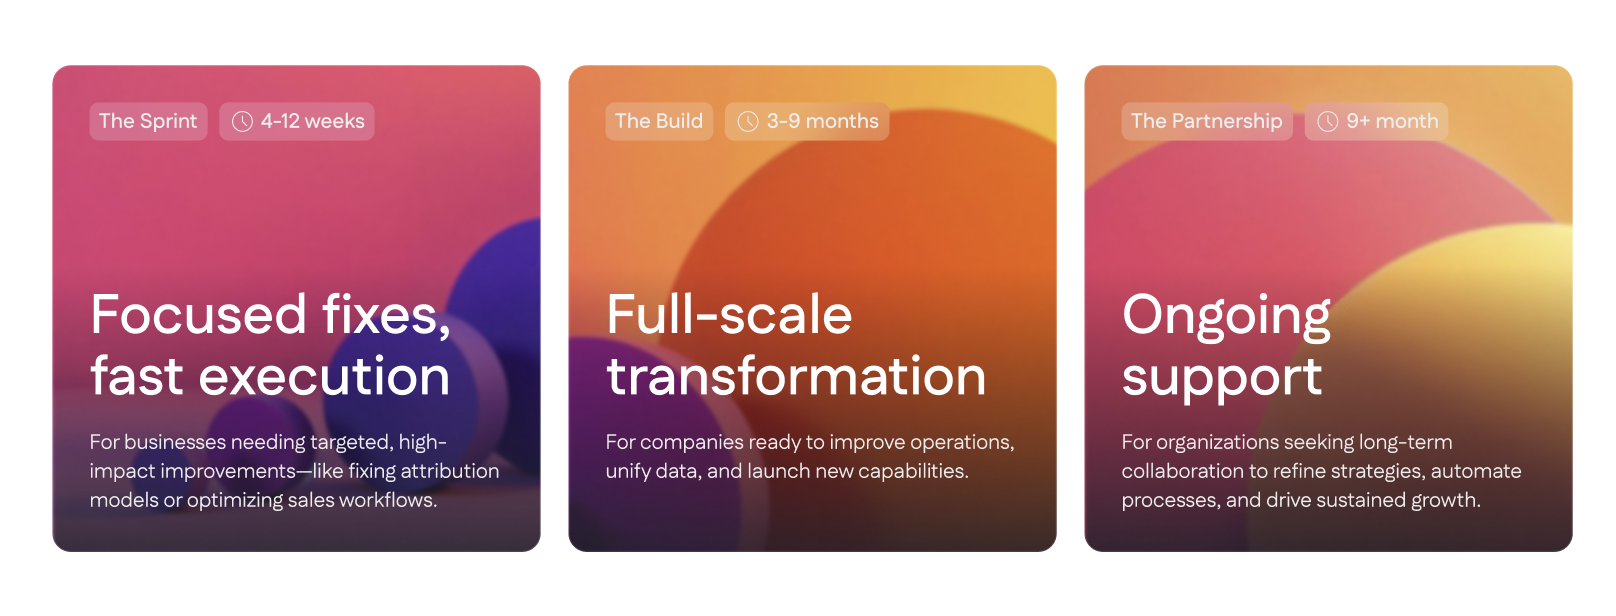 The Sprint
4-12 weeks
Focused fixes,
fast execution
For businesses needing targeted, high-
impact improvements—like fixing attribution
models or optimizing sales workflows.
The Build
3-9 months
Full-scale
transformation
For companies ready to improve operations,
unify data, and launch new capabilities.
The Partnership
9+ month
Ongoing
support
For organizations seeking long-term
collaboration to refine strategies, automate
processes, and drive sustained growth.